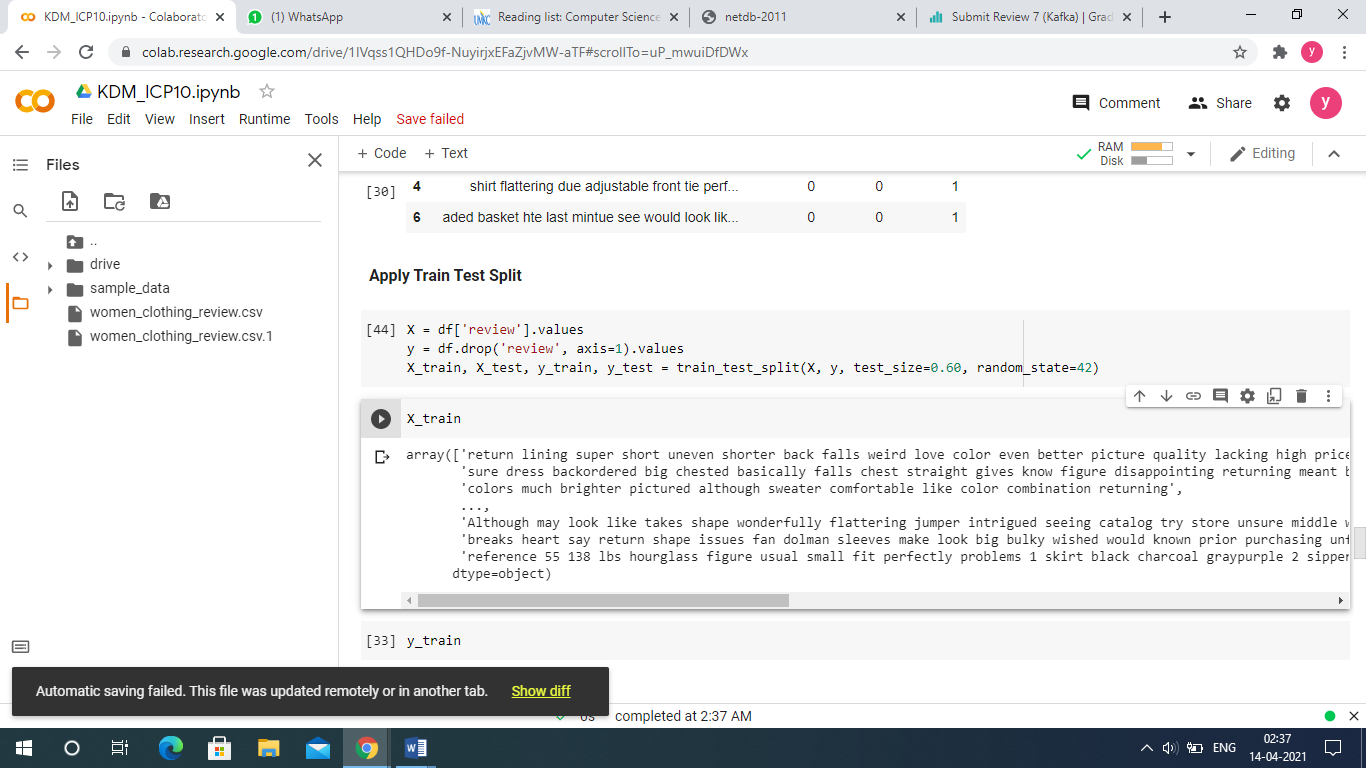 KDM_ICP10.ipynb - Colaborato
(1) WhatsApp
UMKC
Reading list: Computer Science
netdb-2011
Submit Review 7 (Kafka) | Grad
colab.research.google.com/drive/1lVqss1QHDo9f-NuyirjxEFaZjvMW-aTF#scrollTo=uP_mwuiDfDWx
y
KDM_ICP10.ipynb
Comment
Share
y
File Edit View Insert Runtime Tools Help Save failed
Files
+ Code + Text
RAM
Disk
Editing
..
drive
sample_data
women_clothing_review.csv
women_clothing_review.csv.1
[30] 4 shirt flattering due adjustable front tie perf... 0 0 1
6 aded basket hte last mintue see would look lik... 0 0 1
Apply Train Test Split
[44] X = df['review'].values
y = df.drop('review', axis=1).values
X_train, X_test, y_train, y_test = train_test_split(X, y, test_size=0.60, random_state=42)
X_train
array(['return lining super short uneven shorter back falls weird love color even better picture quality lacking high price
'sure dress backordered big chested basically falls chest straight gives know figure disappointing returning meant b
'colors much brighter pictured although sweater comfortable like color combination returning',
...,
'Although may look like takes shape wonderfully flattering jumper intrigued seeing catalog try store unsure middle w
'breaks heart say return shape issues fan dolman sleeves make look big bulky wished would known prior purchasing unf
'reference 55 138 lbs hourglass figure usual small fit perfectly problems 1 skirt black charcoal graypurple 2 sipper
dtype=object)
[33] y_train
Automatic saving failed. This file was updated remotely or in another tab. Show diff
0s completed at 2:37 AM
ENG
02:37
14-04-2021